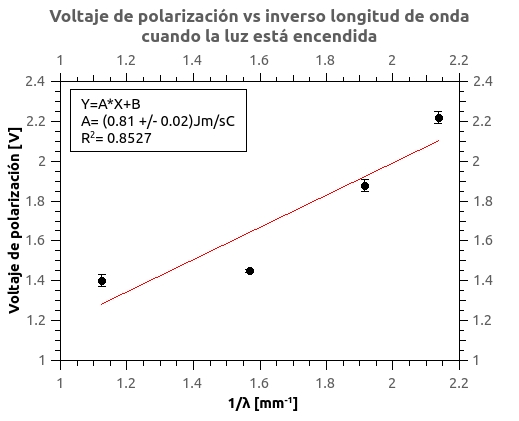 Voltaje de polarización vs inverso longitud de onda
cuando la luz está encendida
1 1.2 1.4 1.6 1.8 2 2.2
Y=A*X+B
A= (0.81 +/- 0.02)Jm/sC
R²= 0.8527
Voltaje de polarización [V]
2.4 2.4
2.2 2.2
2 2
1.8 1.8
1.6 1.6
1.4 1.4
1.2 1.2
1 1
1 1.2 1.4 1.6 1.8 2 2.2
1/λ [mm⁻¹]